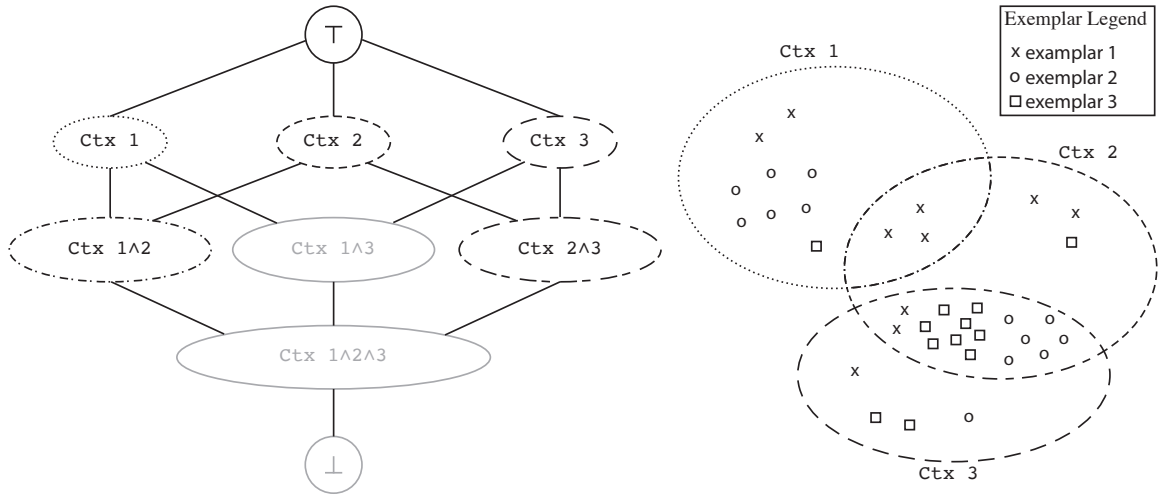 ⊤
Ctx 1
Ctx 2
Ctx 3
Ctx 1∧2
Ctx 1∧3
Ctx 2∧3
Ctx 1∧2∧3
⊥
Exemplar Legend
x examplar 1
o exemplar 2
□ exemplar 3
Ctx 1
Ctx 2
Ctx 3